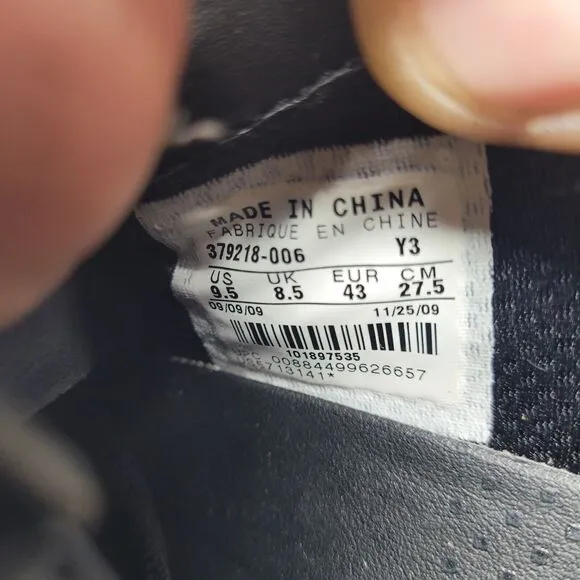 MADE IN CHINA
FABRIQUE EN CHINE
379218-006 Y3
US UK EUR CM
9.5 8.5 43 27.5
09/09/09 11/25/09
101897535
UPC 00884499626657